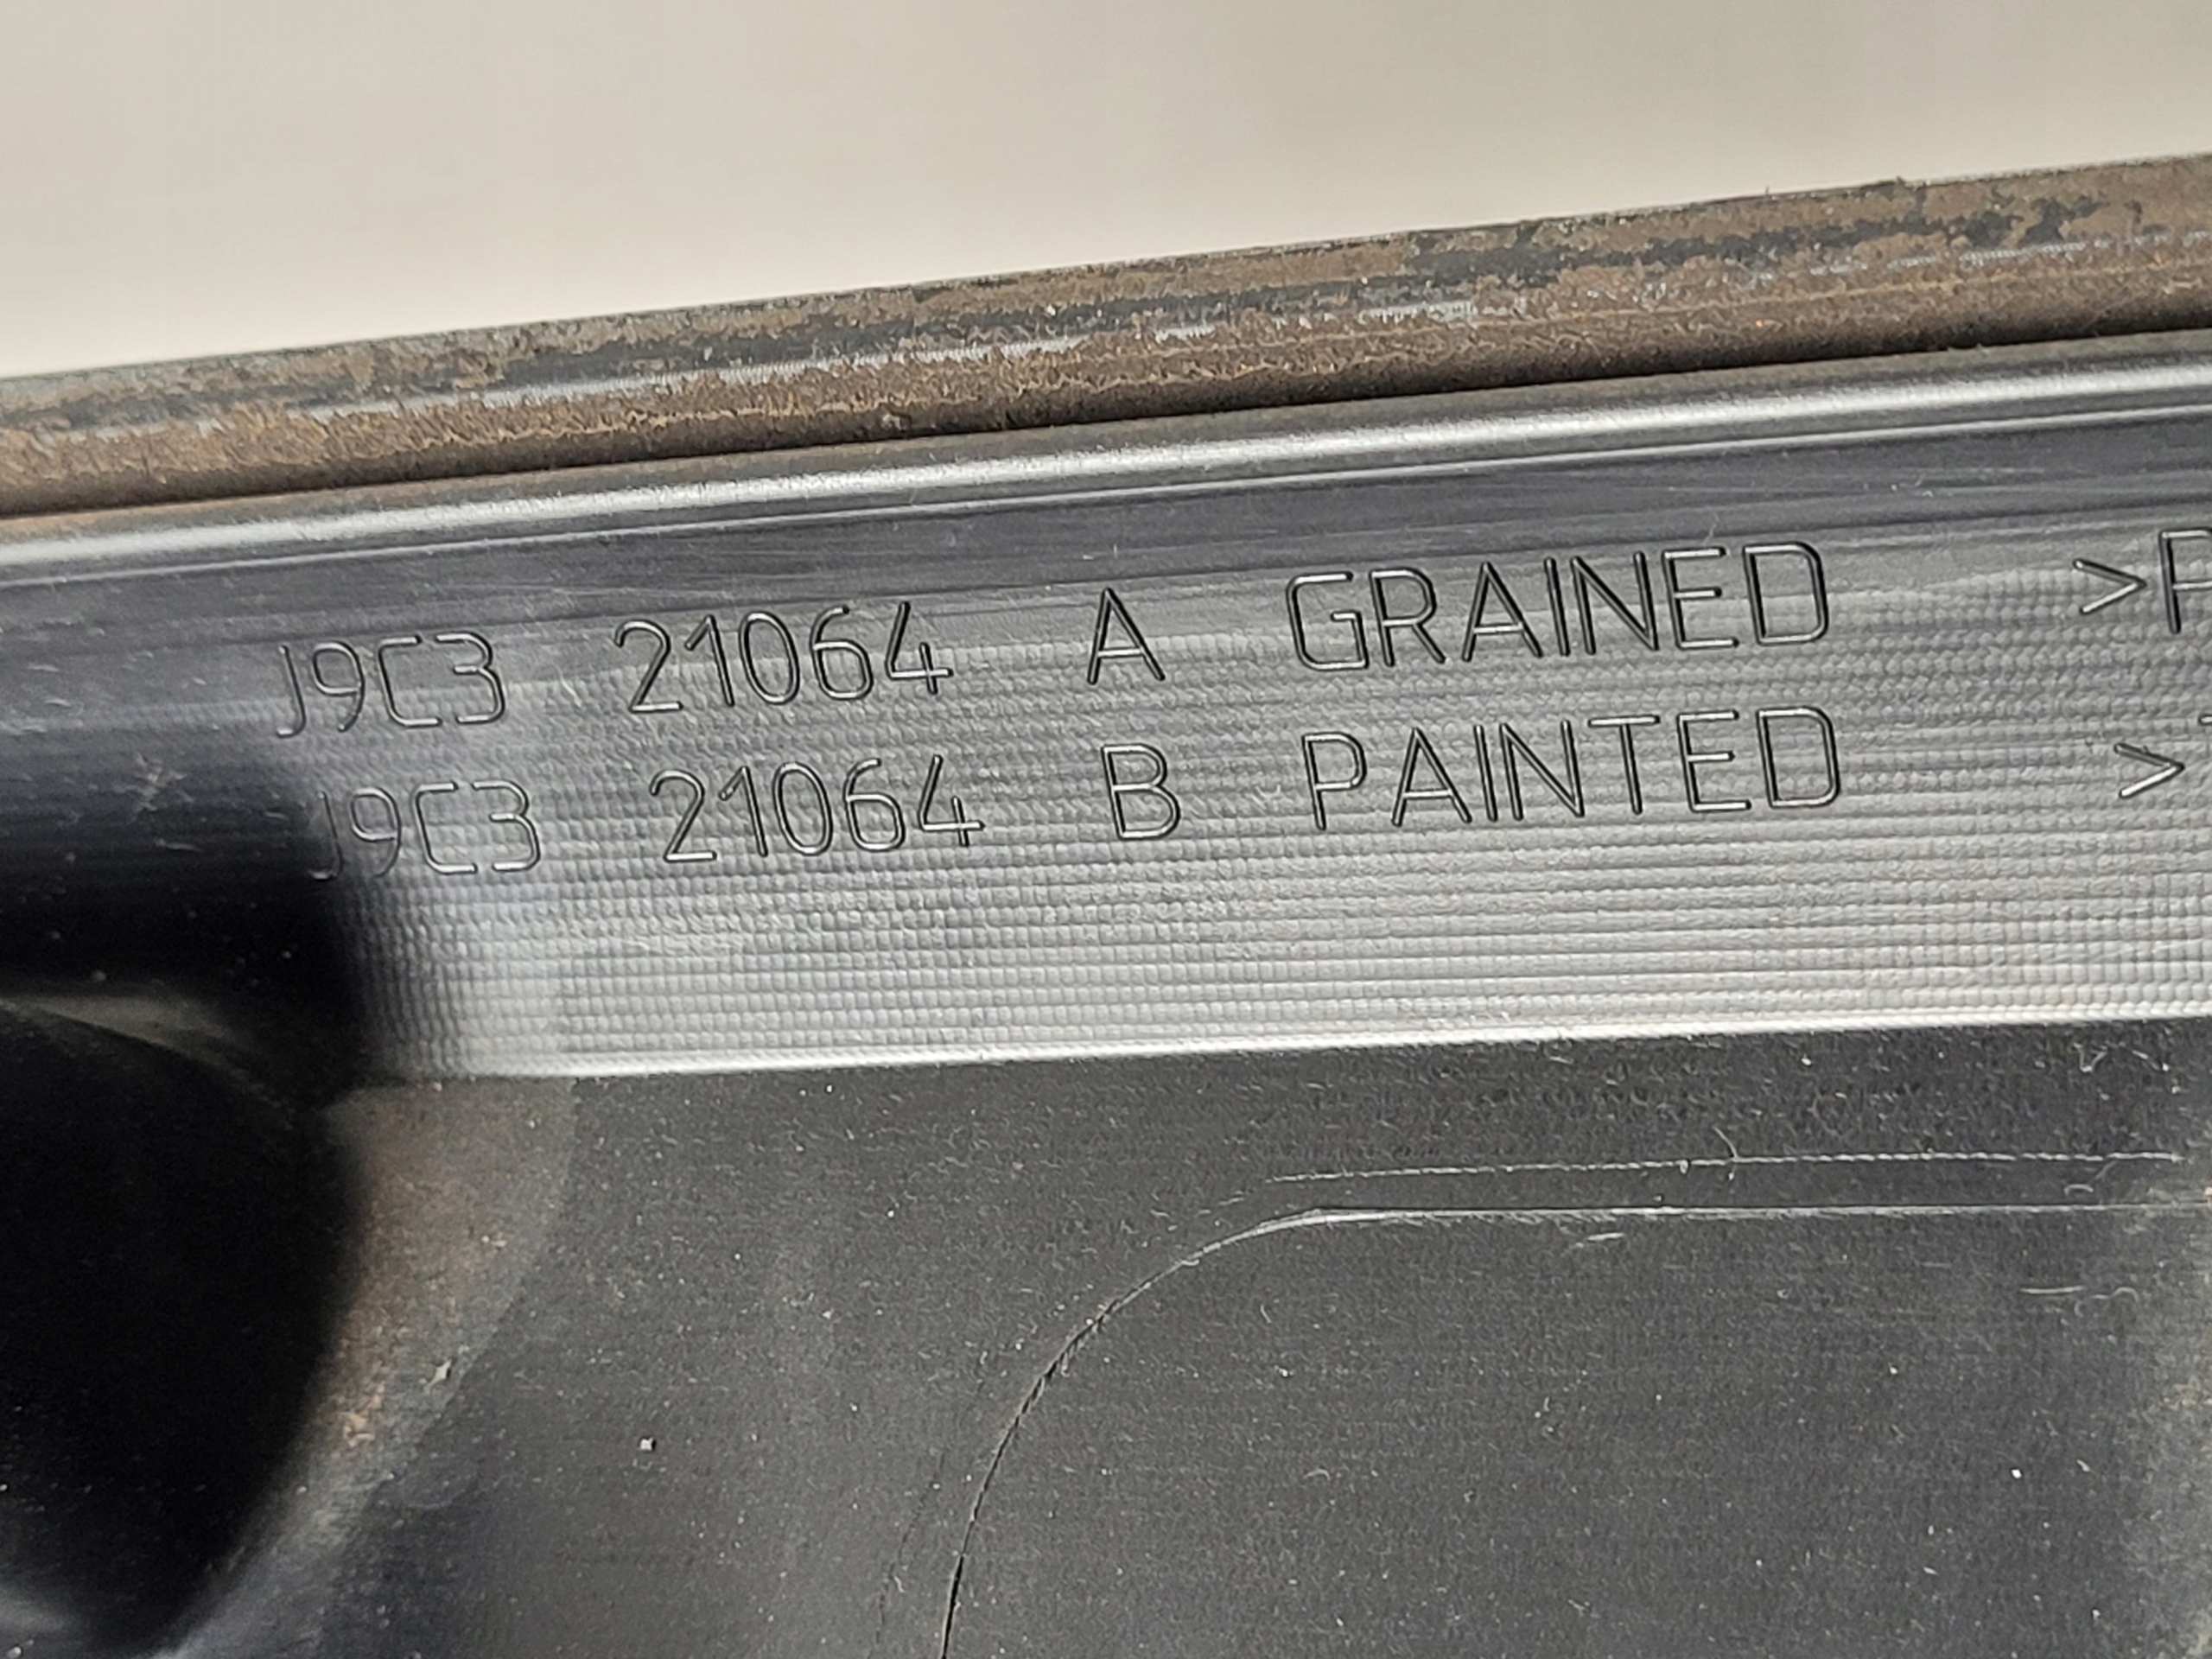 J9C3 21064 A GRAINED >P
J9C3 21064 B PAINTED >